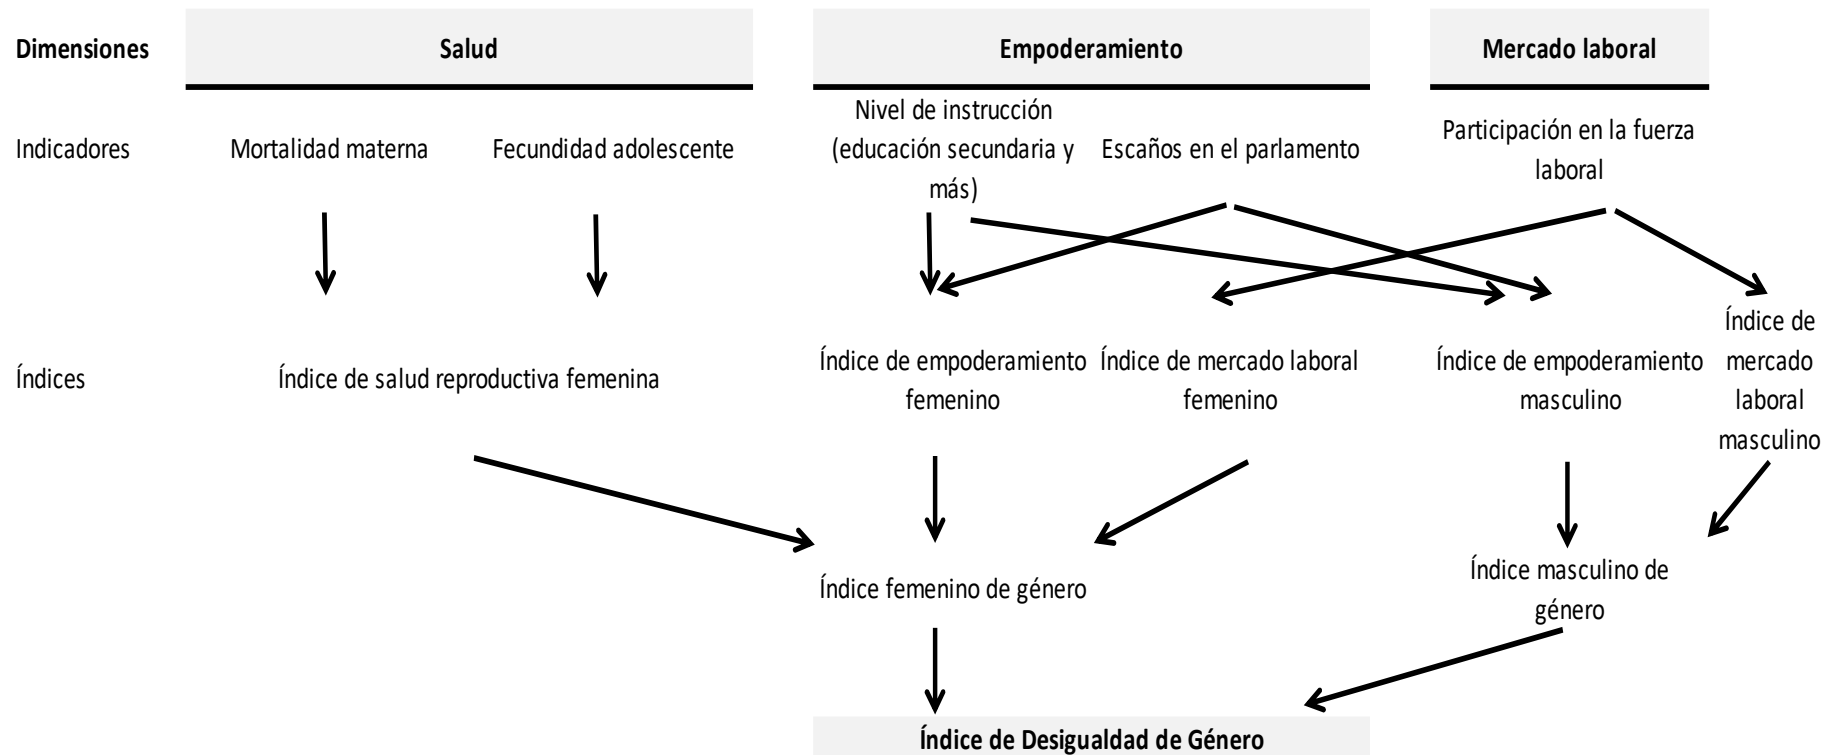 Dimensiones
Salud
Empoderamiento
Mercado laboral
Indicadores
Mortalidad materna
Fecundidad adolescente
Nivel de instrucción
(educación secundaria y
más)
Escaños en el parlamento
Participación en la fuerza
laboral
Índices
Índice de salud reproductiva femenina
Índice de empoderamiento
femenino
Índice de mercado laboral
femenino
Índice de empoderamiento
masculino
Índice de
mercado
laboral
masculino
Índice femenino de género
Índice masculino de
género
Índice de Desigualdad de Género